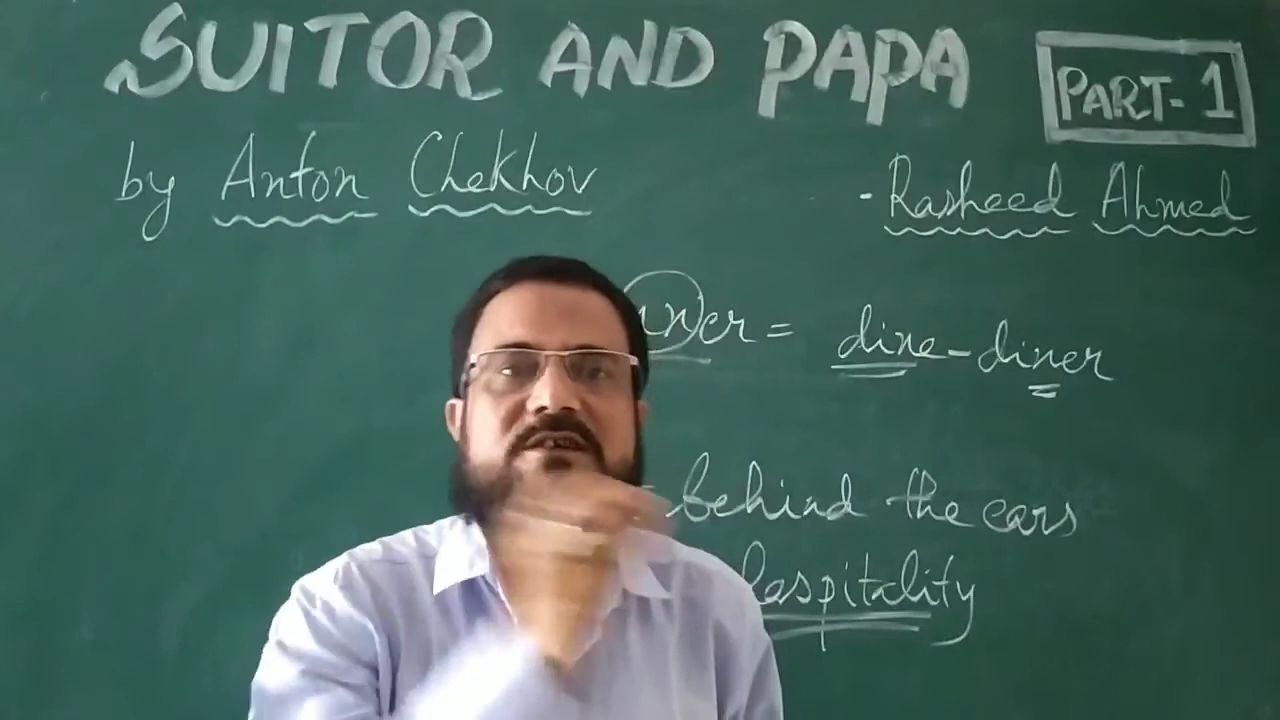 SUITOR AND PAPA PART-1
by Anton Chekhov
- Rasheed Ahmed
= dine - diner
behind the ears